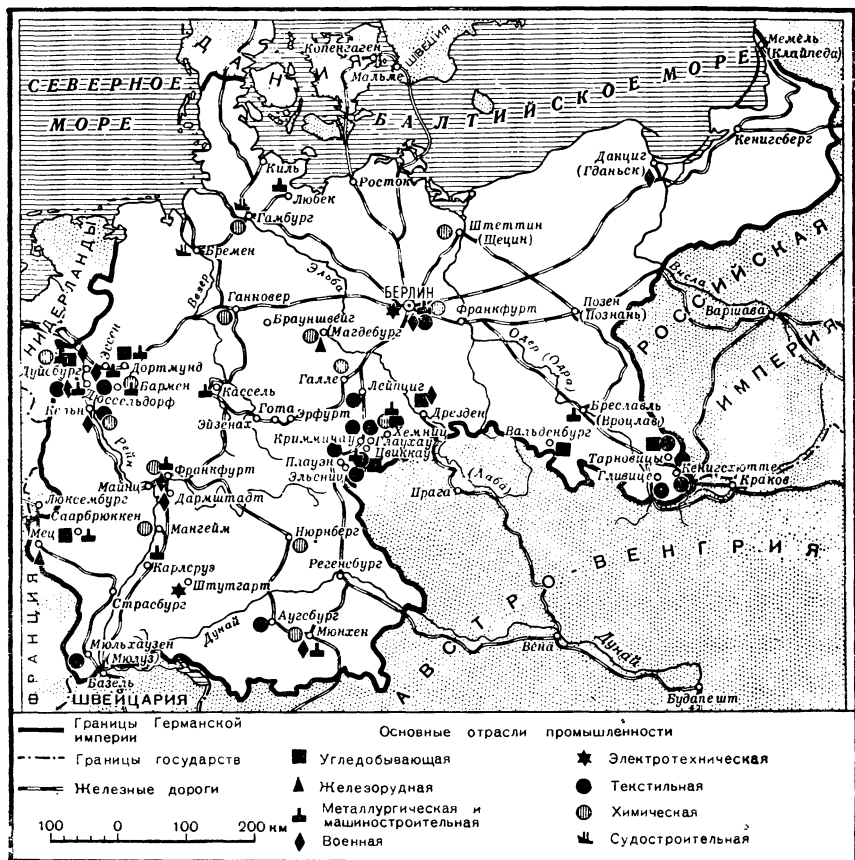 ДАНИЯ
Копенгаген
ШВЕЦИЯ
Мальме
Мемель
(Клайпеда)
СЕВЕРНОЕ
МОРЕ
БАЛТИЙСКОЕ МОРЕ
Кенигсберг
Данциг
(Гданьск)
Киль
Росток
Любек
Гамбург
Штеттин
(Щецин)
Бремен
НИДЕРЛАНДЫ
Везер
Эльба
БЕРЛИН
РОССИЙСКАЯ
ИМПЕРИЯ
Висла
Варшава
Ганновер
Брауншвейг
Магдебург
Франкфурт
Позен
(Познань)
Одер (Одра)
Эссен
Дортмунд
Дуйсбург
Бармен
Дюссельдорф
Кельн
Рейн
Кассель
Галле
Лейпциг
Дрезден
Бреславль
(Вроцлав)
Эйзенах
Гота
Эрфурт
Хемниц
Криммичау
Глаухау
Цвиккау
Плауэн
Эльсниц
Вальденбург
Тарновицы
Кенигсхютте
Гливице
Краков
(Лаба)
Прага
Франкфурт
Майнц
Дармштадт
Люксембург
Саарбрюккен
Мец
Мангейм
Нюрнберг
Карлсруэ
Штутгарт
Регенсбург
Страсбург
ФРАНЦИЯ
Дунай
Аугсбург
Мюнхен
Мюльхаузен
(Мюлуз)
Базель
ШВЕЙЦАРИЯ
АВСТРО-ВЕНГРИЯ
Вена
Дунай
Будапешт
Границы Германской
империи
Границы государств
Железные дороги
100 0 100 200 км
Основные отрасли промышленности
Угледобывающая
Железорудная
Металлургическая и
машиностроительная
Военная
Электротехническая
Текстильная
Химическая
Судостроительная